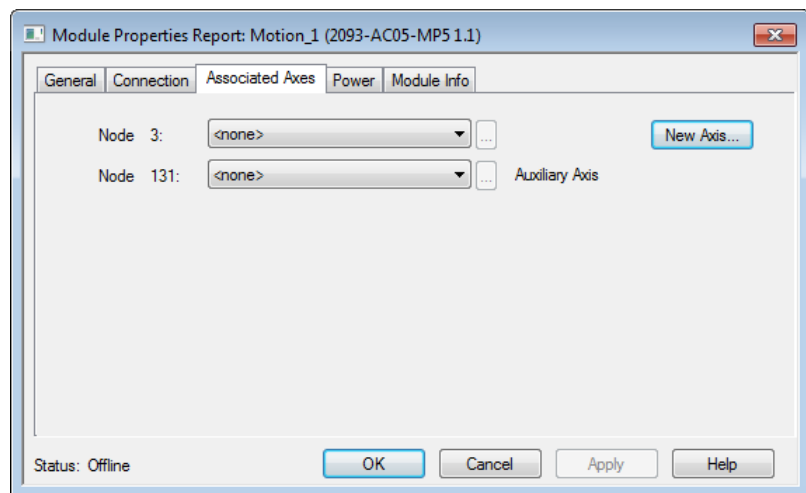 Module Properties Report: Motion_1 (2093-AC05-MP5 1.1)
General Connection Associated Axes Power Module Info
Node 3: <none> ... New Axis...
Node 131: <none> ... Auxiliary Axis
Status: Offline OK Cancel Apply Help